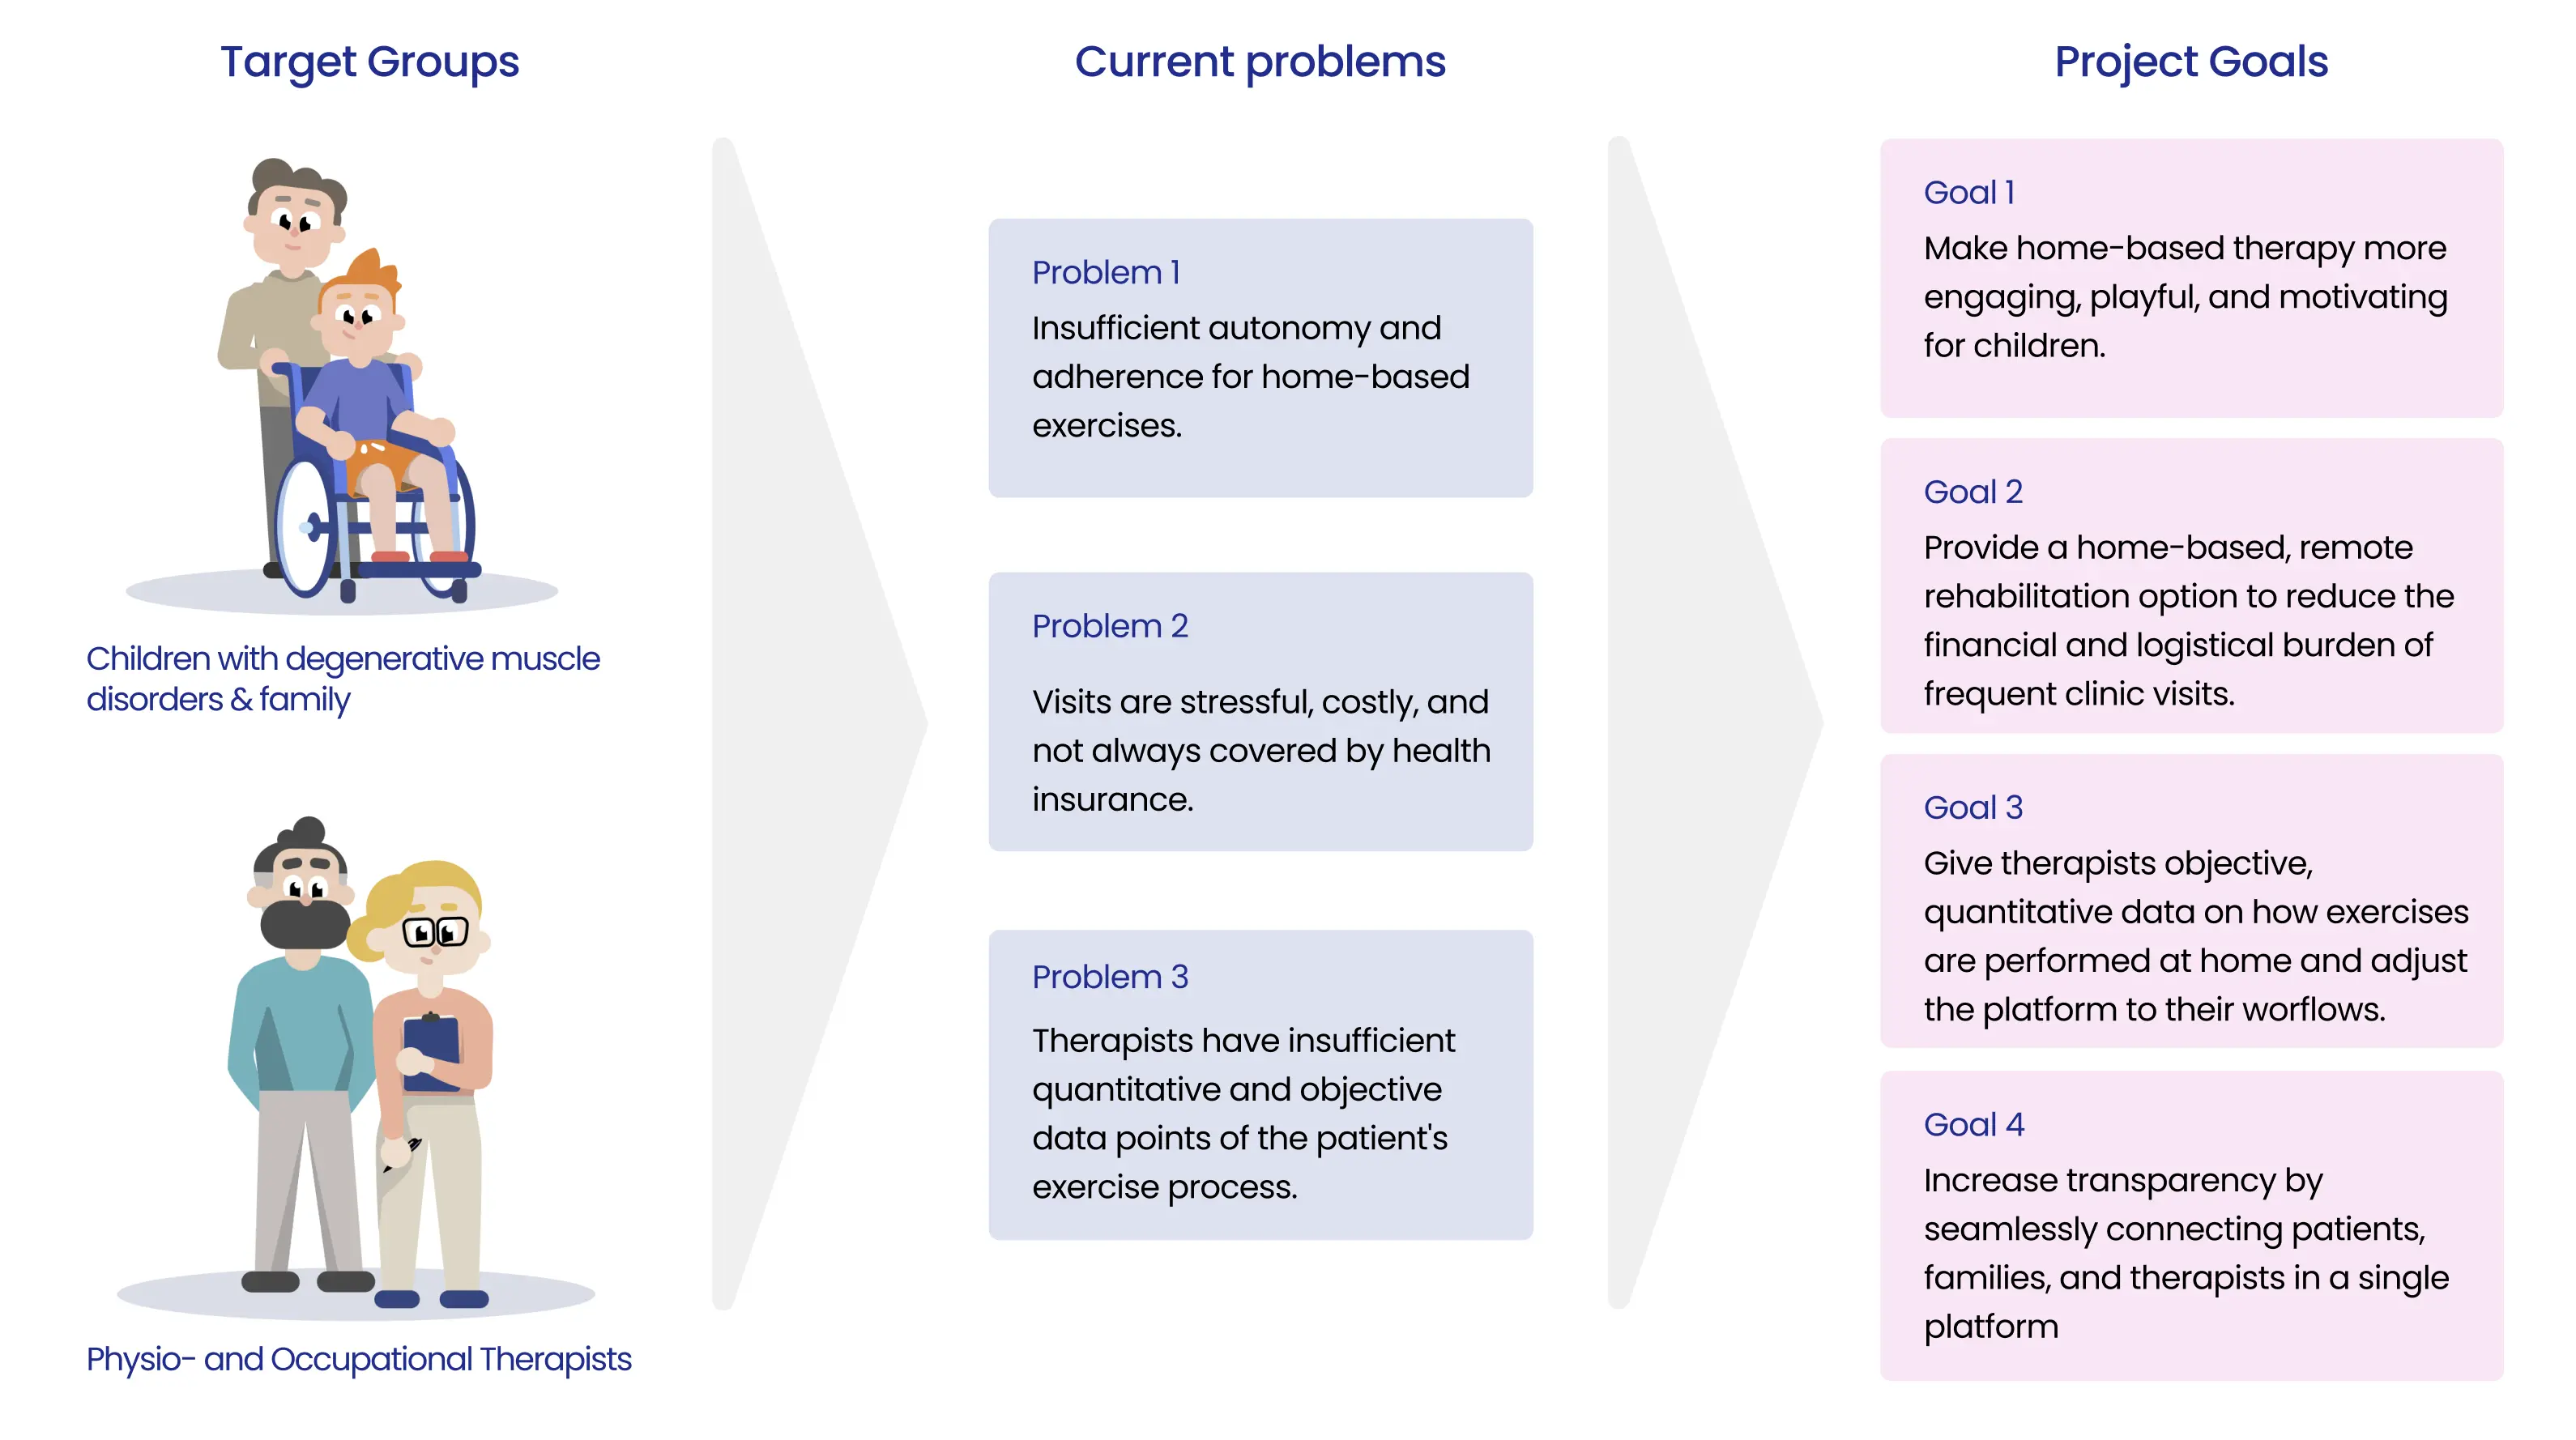 Target Groups
Children with degenerative muscle
disorders & family
Physio- and Occupational Therapists
Current problems
Problem 1
Insufficient autonomy and
adherence for home-based
exercises.
Problem 2
Visits are stressful, costly, and
not always covered by health
insurance.
Problem 3
Therapists have insufficient
quantitative and objective
data points of the patient's
exercise process.
Project Goals
Goal 1
Make home-based therapy more
engaging, playful, and motivating
for children.
Goal 2
Provide a home-based, remote
rehabilitation option to reduce the
financial and logistical burden of
frequent clinic visits.
Goal 3
Give therapists objective,
quantitative data on how exercises
are performed at home and adjust
the platform to their worflows.
Goal 4
Increase transparency by
seamlessly connecting patients,
families, and therapists in a single
platform